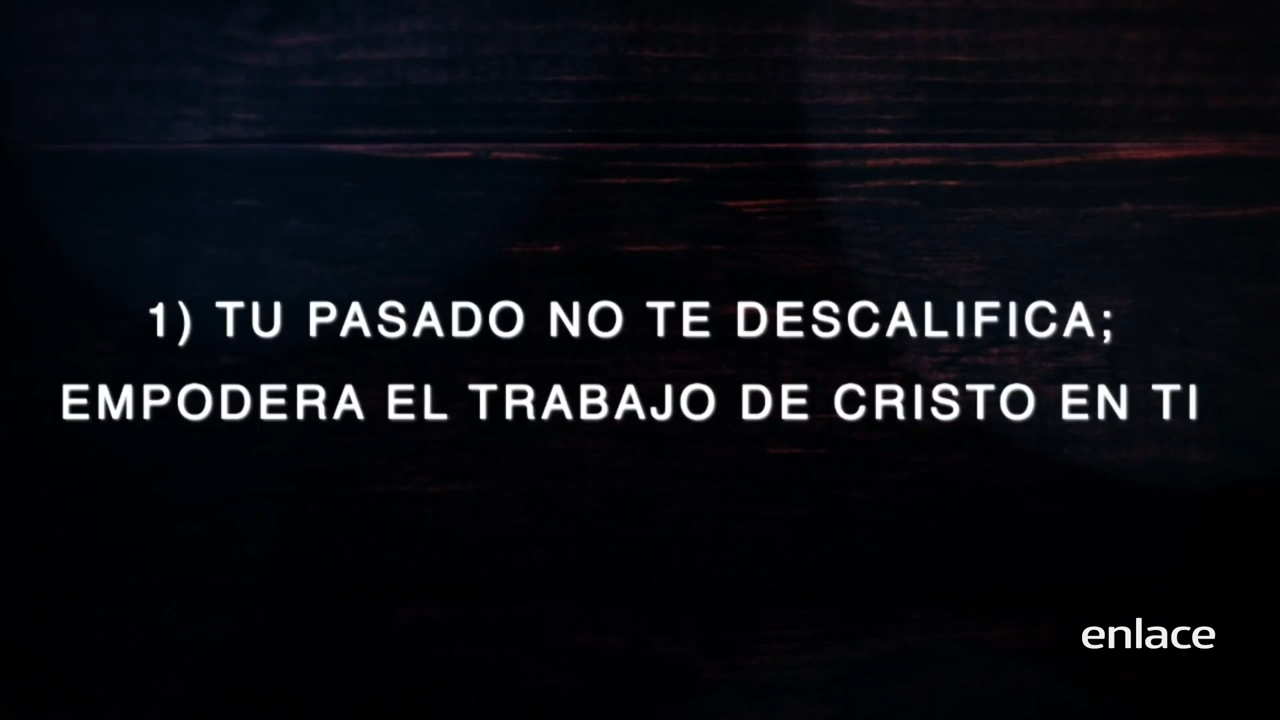 1) TU PASADO NO TE DESCALIFICA;
EMPODERA EL TRABAJO DE CRISTO EN TI
enlace